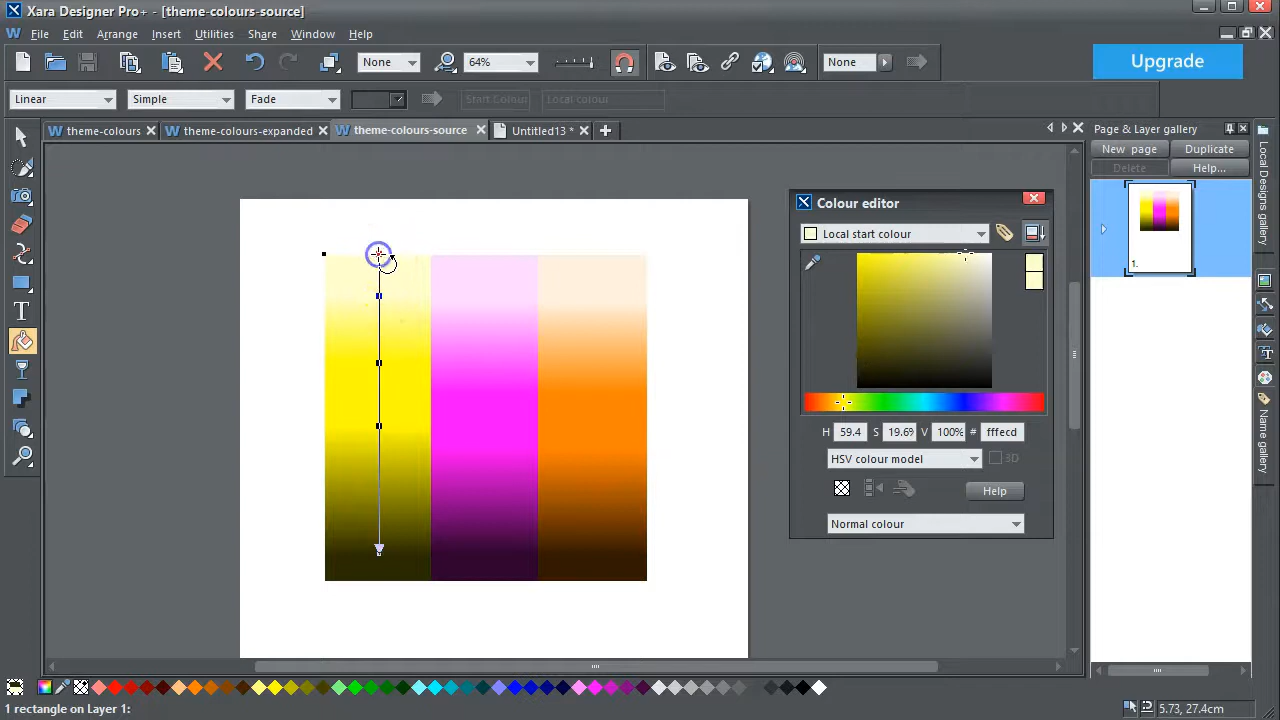 Xara Designer Pro+ - [theme-colours-source]
File Edit Arrange Insert Utilities Share Window Help
None 64% None Upgrade
Linear Simple Fade Start Colour Local colour
theme-colours theme-colours-expanded theme-colours-source Untitled13 *
Page & Layer gallery
New page Duplicate
Delete Help...
1.
Local Designs gallery
Name gallery
Colour editor
Local start colour
H 59.4 S 19.6% V 100% # fffecd
HSV colour model 3D
Help
Normal colour
1 rectangle on Layer 1:
5.73, 27.4cm